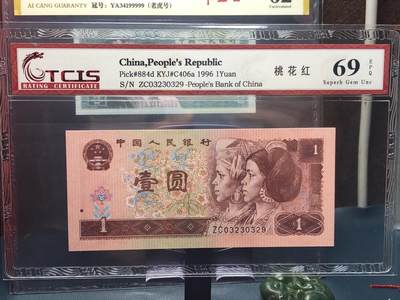 AI CANG GUARANTY 冠号：YA34199999（老虎号）
TCIS
RATING CERTIFICATE
China,People's Republic
Pick#884d KYJ#C406a 1996 1Yuan
S/N ZC03230329-People's Bank of China
桃花红
69 EPQ
Superb Gem Unc
中国人民银行
1
壹圆
1
ZC03230329
1